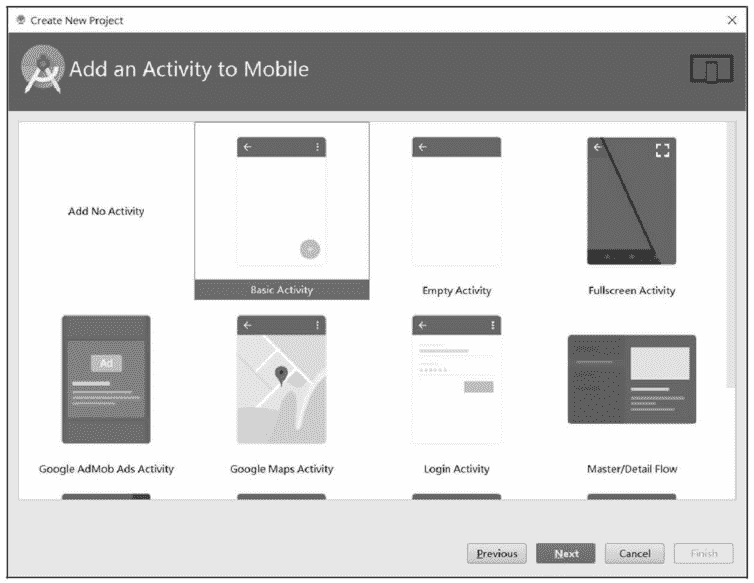 Create New Project
Add an Activity to Mobile
Add No Activity
Basic Activity
Empty Activity
Fullscreen Activity
Ad
Google AdMob Ads Activity
Google Maps Activity
Login Activity
Master/Detail Flow
Previous
Next
Cancel
Finish